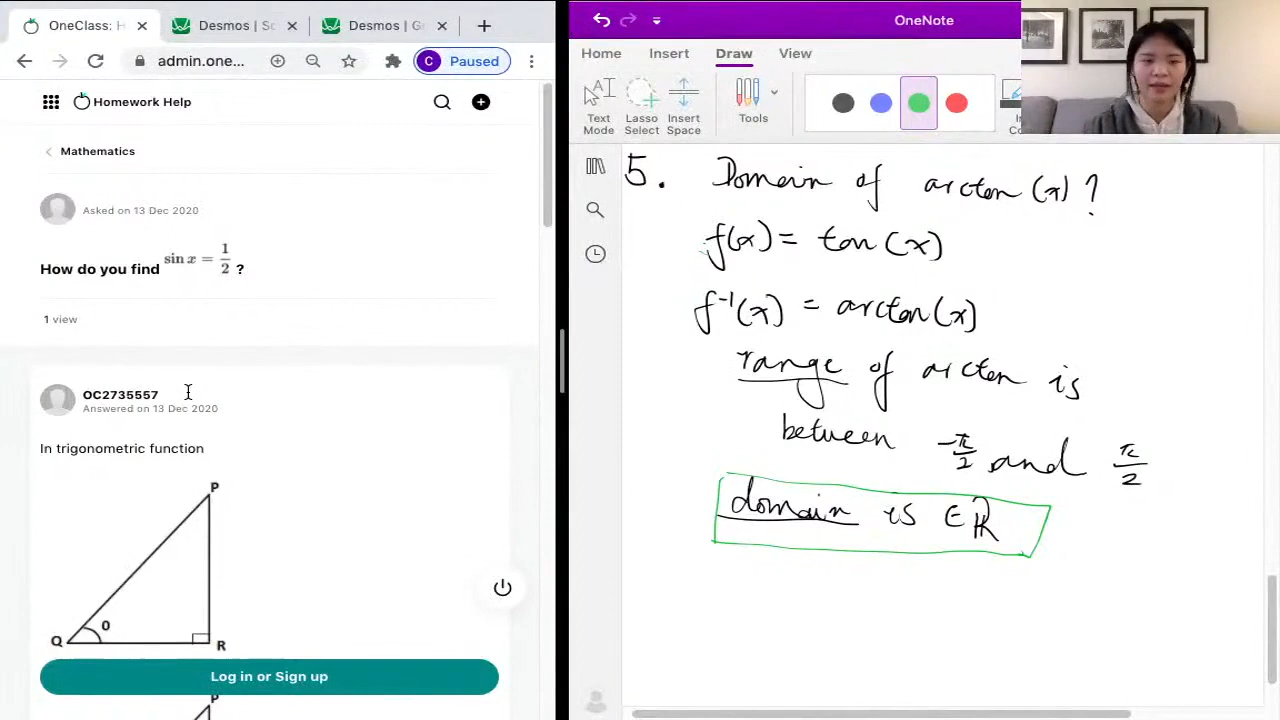 OneClass: H
Desmos | Sc
Desmos | G
admin.one...
C Paused
Homework Help
Mathematics
Asked on 13 Dec 2020
How do you find sin x = 1/2 ?
1 view
OC2735557
Answered on 13 Dec 2020
In trigonometric function
P
Q
0
R
Log in or Sign up
P
OneNote
Home Insert Draw View
Text Mode
Lasso Select
Insert Space
Tools
5. Domain of arctan(x)?
f(x) = tan(x)
f⁻¹(x) = arctan(x)
range of arctan is
between -π/2 and π/2
domain is ∈ℝ